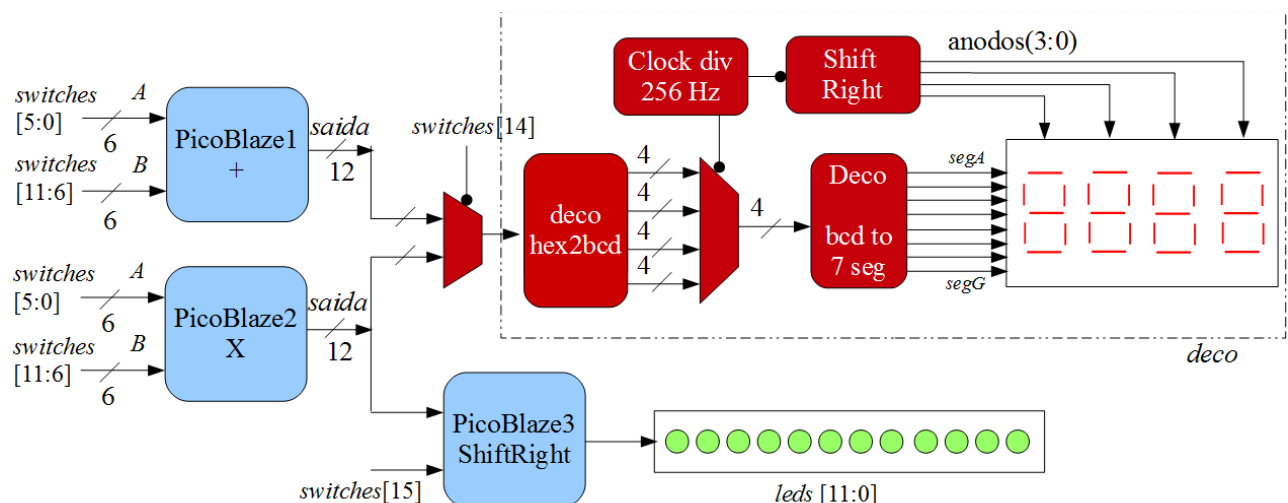 switches
[5:0]
A
6
switches
[11:6]
B
6
PicoBlaze1
+
saida
12
switches
[5:0]
A
6
switches
[11:6]
B
6
PicoBlaze2
X
saida
12
switches[14]
deco
hex2bcd
4
4
4
4
Clock div
256 Hz
Shift
Right
anodos(3:0)
4
Deco
bcd to
7 seg
segA
segG
deco
PicoBlaze3
ShiftRight
switches[15]
leds [11:0]